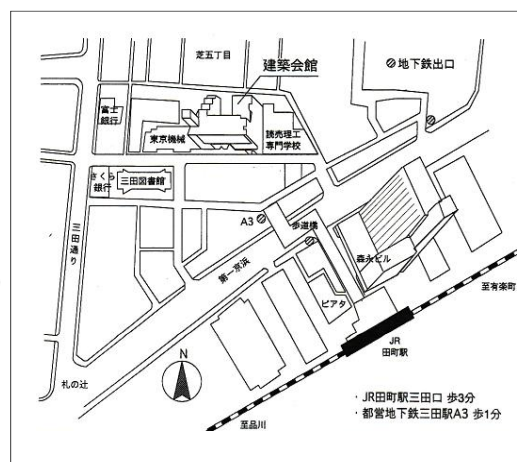 芝五丁目
建築会館
地下鉄出口
富士
銀行
東京機械
読売理工
専門学校
さくら
銀行
三田図書館
三田通り
A3
歩道橋
第一京浜
森永ビル
ピアタ
至有楽町
JR
田町駅
札の辻
N
至品川
・JR田町駅三田口 歩3分
・都営地下鉄三田駅A3 歩1分